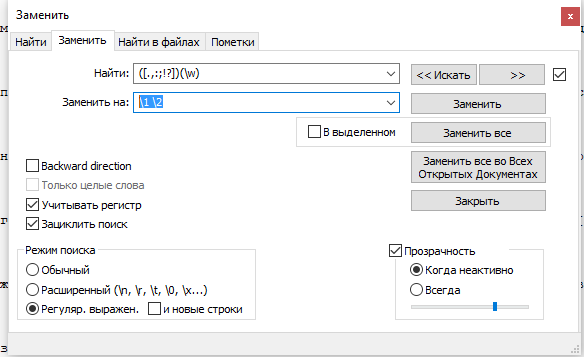 Заменить
Найти Заменить Найти в файлах Пометки
Найти: ([.,:;!?])(\w) << Искать >>
Заменить на: \1 \2 Заменить
В выделенном Заменить все
Backward direction Заменить все во Всех
Открытых Документах
Только целые слова
Учитывать регистр Закрыть
Зациклить поиск
Режим поиска
Обычный
Расширенный (\n, \r, \t, \0, \x...)
Регуляр. выражен. и новые строки
Прозрачность
Когда неактивно
Всегда